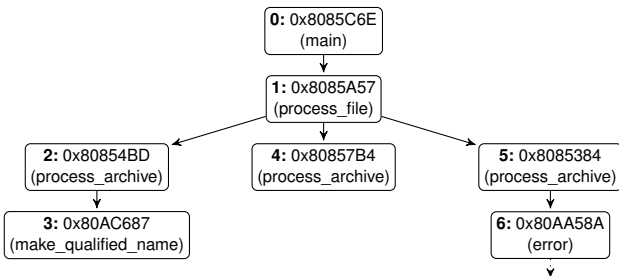 0: 0x8085C6E
(main)
1: 0x8085A57
(process_file)
2: 0x80854BD
(process_archive)
4: 0x80857B4
(process_archive)
5: 0x8085384
(process_archive)
3: 0x80AC687
(make_qualified_name)
6: 0x80AA58A
(error)